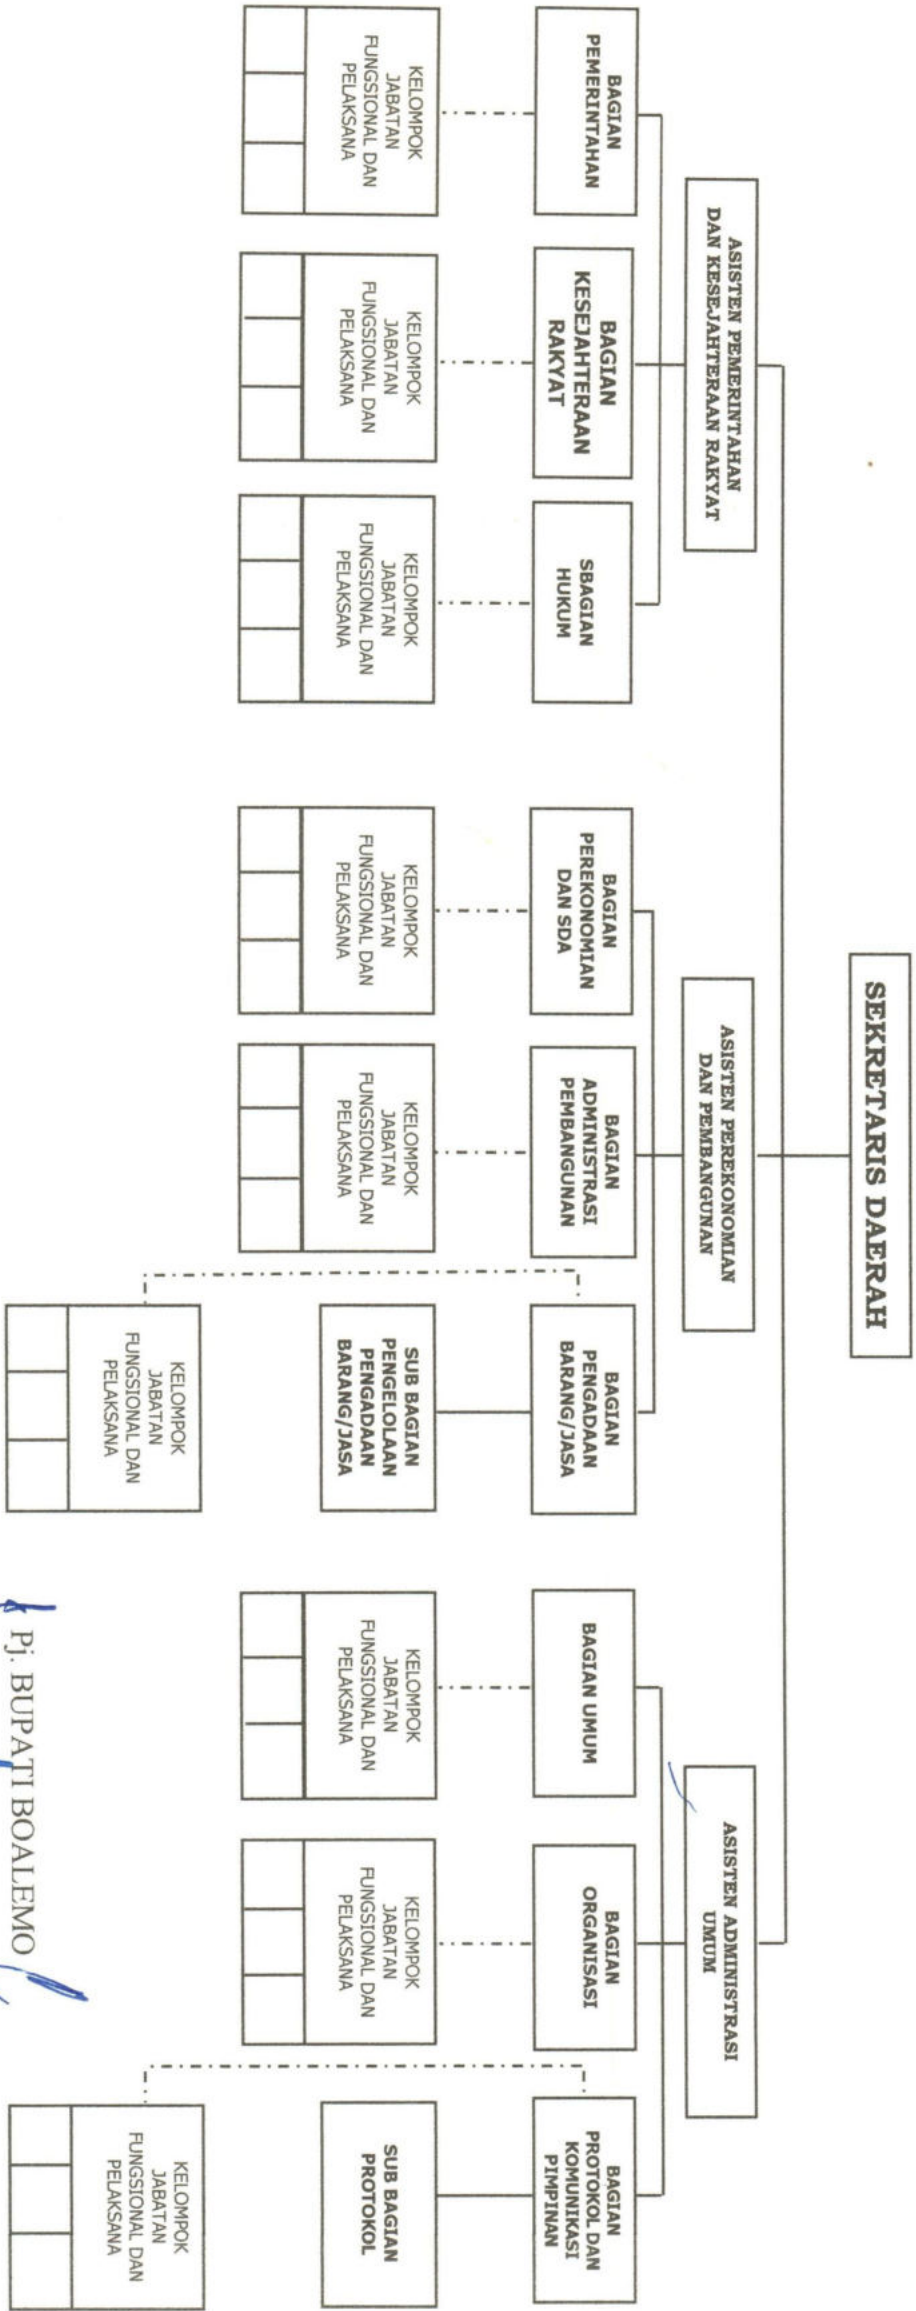 SEKRETARIS DAERAH
ASISTEN PEMERINTAHAN
DAN KESEJAHTERAAN RAKYAT
ASISTEN PEREKONOMIAN
DAN PEMBANGUNAN
ASISTEN ADMINISTRASI
UMUM
BAGIAN
PEMERINTAHAN
BAGIAN
KESEJAHTERAAN
RAKYAT
SBAGIAN
HUKUM
BAGIAN
PEREKONOMIAN
DAN SDA
BAGIAN
ADMINISTRASI
PEMBANGUNAN
BAGIAN
PENGADAAN
BARANG/JASA
BAGIAN UMUM
BAGIAN
ORGANISASI
BAGIAN
PROTOKOL DAN
KOMUNIKASI
PIMPINAN
KELOMPOK
JABATAN
FUNGSIONAL DAN
PELAKSANA
KELOMPOK
JABATAN
FUNGSIONAL DAN
PELAKSANA
KELOMPOK
JABATAN
FUNGSIONAL DAN
PELAKSANA
KELOMPOK
JABATAN
FUNGSIONAL DAN
PELAKSANA
KELOMPOK
JABATAN
FUNGSIONAL DAN
PELAKSANA
SUB BAGIAN
PENGELOLAAN
PENGADAAN
BARANG/JASA
KELOMPOK
JABATAN
FUNGSIONAL DAN
PELAKSANA
KELOMPOK
JABATAN
FUNGSIONAL DAN
PELAKSANA
SUB BAGIAN
PROTOKOL
KELOMPOK
JABATAN
FUNGSIONAL DAN
PELAKSANA
KELOMPOK
JABATAN
FUNGSIONAL DAN
PELAKSANA
Pj. BUPATI BOALEMO